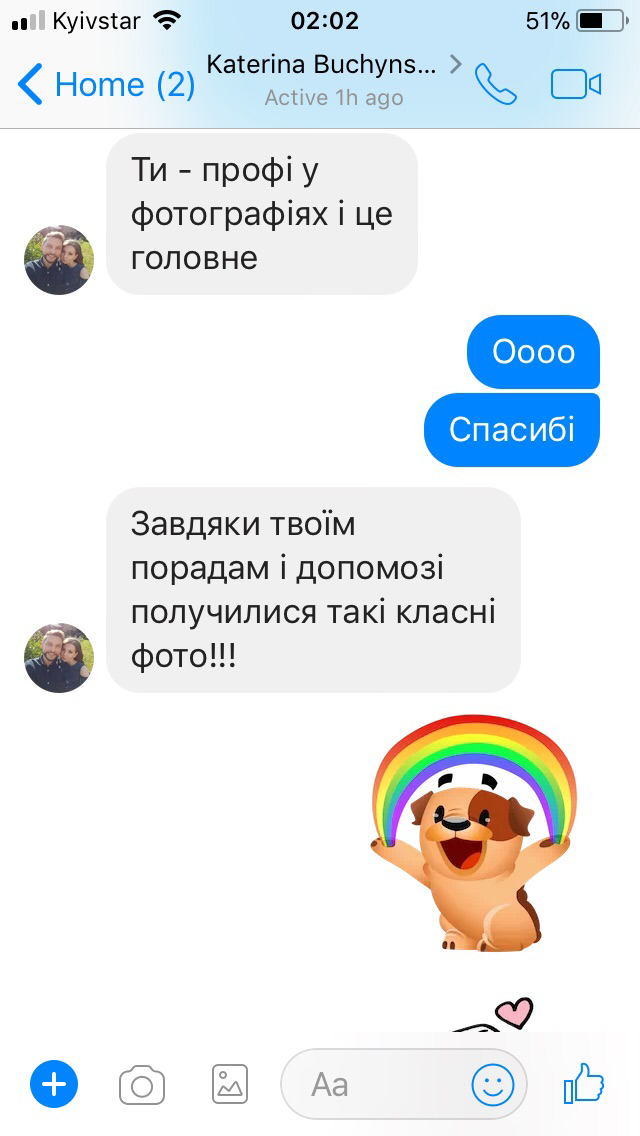 Kyivstar 02:02 51%
Home (2) Katerina Buchyns...
Active 1h ago
Ти - профі у
фотографіях і це
головне
Оооо
Спасибі
Завдяки твоїм
порадам і допомозі
получилися такі класні
фото!!!
Aa